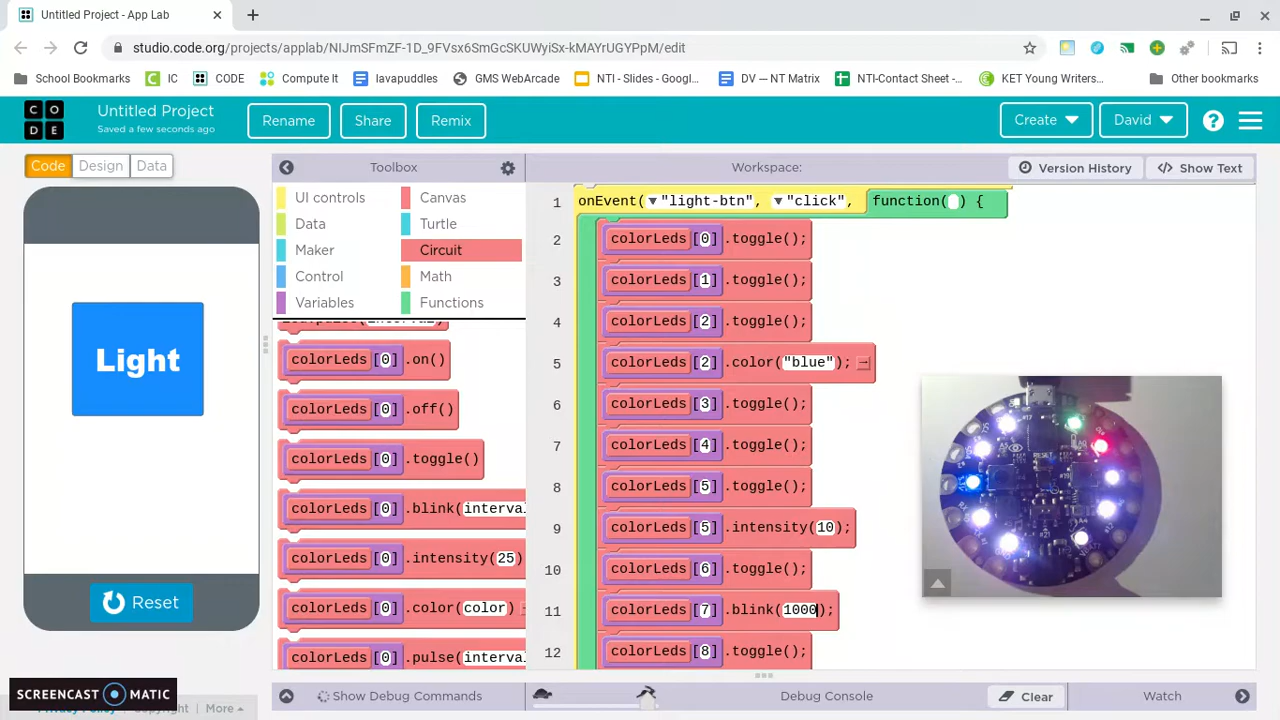 Untitled Project - App Lab
studio.code.org/projects/applab/NIJmSFmZF-1D_9FVsx6SmGcSKUWyiSx-kMAYrUGYPpM/edit
School Bookmarks
IC
CODE
Compute It
lavapuddles
GMS WebArcade
NTI - Slides - Googl...
DV — NT Matrix
NTI-Contact Sheet -...
KET Young Writers...
Other bookmarks
CO
DE
Untitled Project
Saved a few seconds ago
Rename
Share
Remix
Create
David
Code
Design
Data
Toolbox
Workspace:
Version History
Show Text
UI controls
Canvas
Data
Turtle
Maker
Circuit
Control
Math
Variables
Functions
colorLeds [0] .on()
colorLeds [0] .off()
colorLeds [0] .toggle()
colorLeds [0] .blink(interva
colorLeds [0] .intensity(25)
colorLeds [0] .color(color)
colorLeds [0] .pulse(interva
1 onEvent( "light-btn", "click", function( ) {
2 colorLeds [0] .toggle();
3 colorLeds [1] .toggle();
4 colorLeds [2] .toggle();
5 colorLeds [2] .color("blue");
6 colorLeds [3] .toggle();
7 colorLeds [4] .toggle();
8 colorLeds [5] .toggle();
9 colorLeds [5] .intensity(10);
10 colorLeds [6] .toggle();
11 colorLeds [7] .blink(1000);
12 colorLeds [8] .toggle();
Light
Reset
SCREENCAST MATIC
More
Show Debug Commands
Debug Console
Clear
Watch